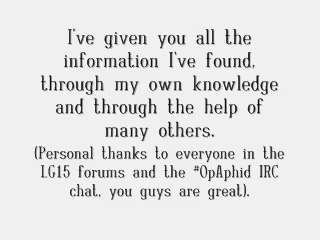 I've given you all the
information I've found,
through my own knowledge
and through the help of
many others.
(Personal thanks to everyone in the
LG15 forums and the #OpAphid IRC
chat, you guys are great).